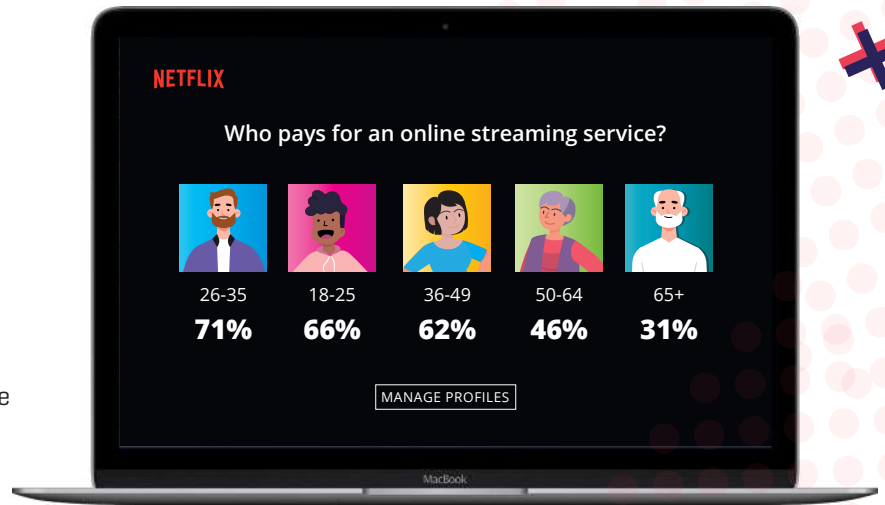 NETFLIX
Who pays for an online streaming service?
26-35 18-25 36-49 50-64 65+
71% 66% 62% 46% 31%
e
MANAGE PROFILES
MacBook